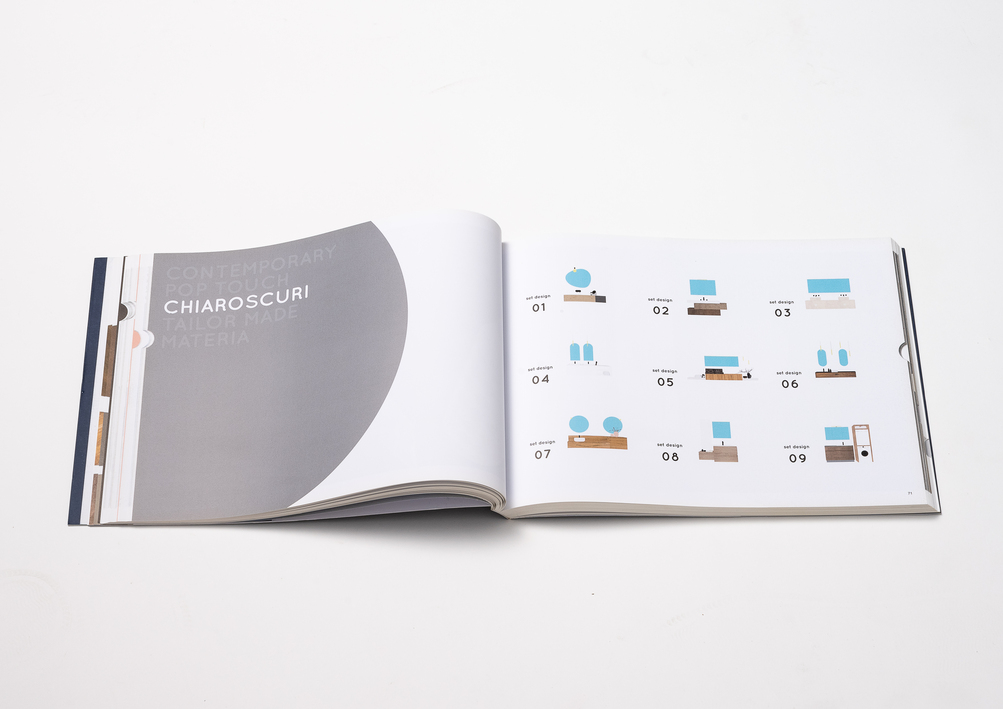 CONTEMPORARY
POP TOUCH
CHIAROSCURI
TAILOR MADE
MATERIA
set design
01
set design
02
set design
03
set design
04
set design
05
set design
06
set design
07
set design
08
set design
09
77